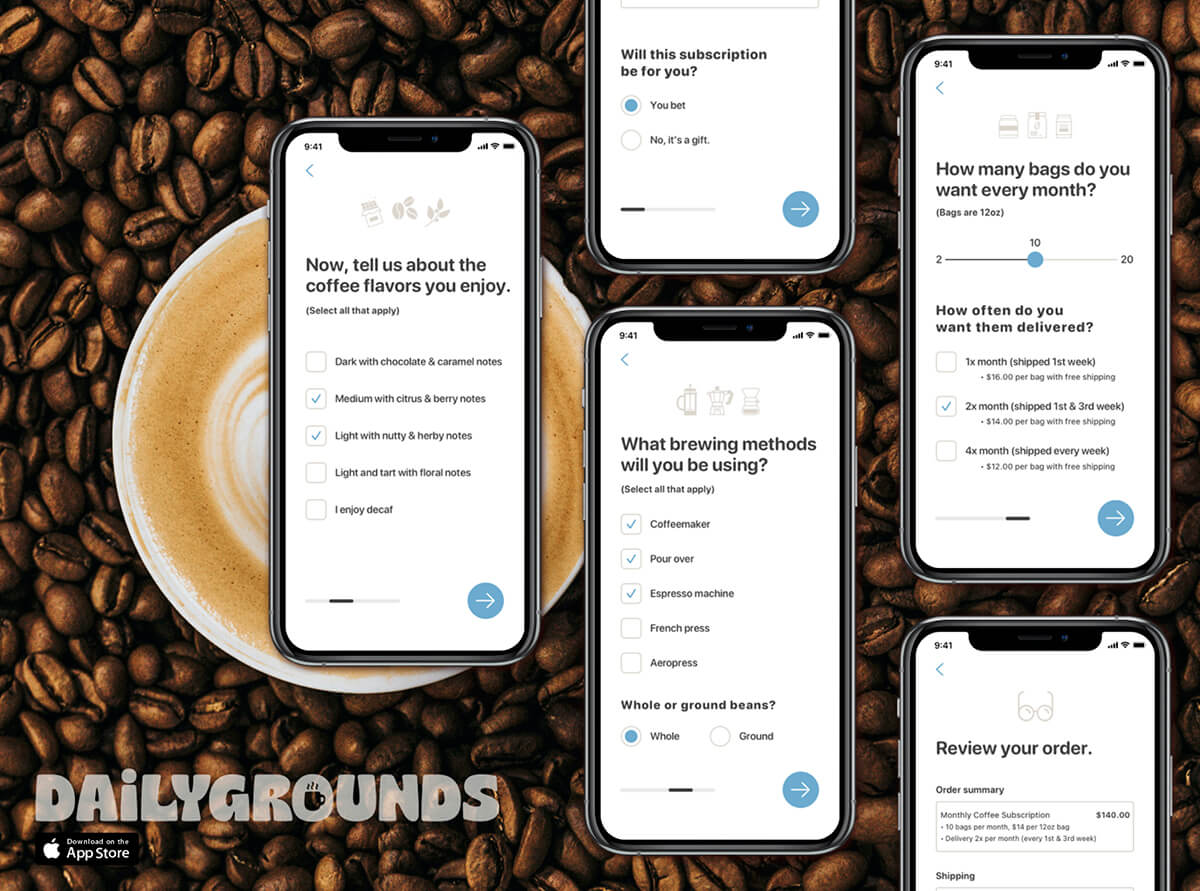 9:41
Now, tell us about the
coffee flavors you enjoy.
(Select all that apply)
Dark with chocolate & caramel notes
Medium with citrus & berry notes
Light with nutty & herby notes
Light and tart with floral notes
I enjoy decaf
Will this subscription
be for you?
You bet
No, it's a gift.
9:41
What brewing methods
will you be using?
(Select all that apply)
Coffeemaker
Pour over
Espresso machine
French press
Aeropress
Whole or ground beans?
Whole Ground
9:41
How many bags do you
want every month?
(Bags are 12oz)
10
2 20
How often do you
want them delivered?
1x month (shipped 1st week)
• $16.00 per bag with free shipping
2x month (shipped 1st & 3rd week)
• $14.00 per bag with free shipping
4x month (shipped every week)
• $12.00 per bag with free shipping
9:41
Review your order.
Order summary
Monthly Coffee Subscription $140.00
• 10 bags per month, $14 per 12oz bag
• Delivery 2x per month (every 1st & 3rd week)
Shipping
DAiLYGROUNDS
Download on the
App Store